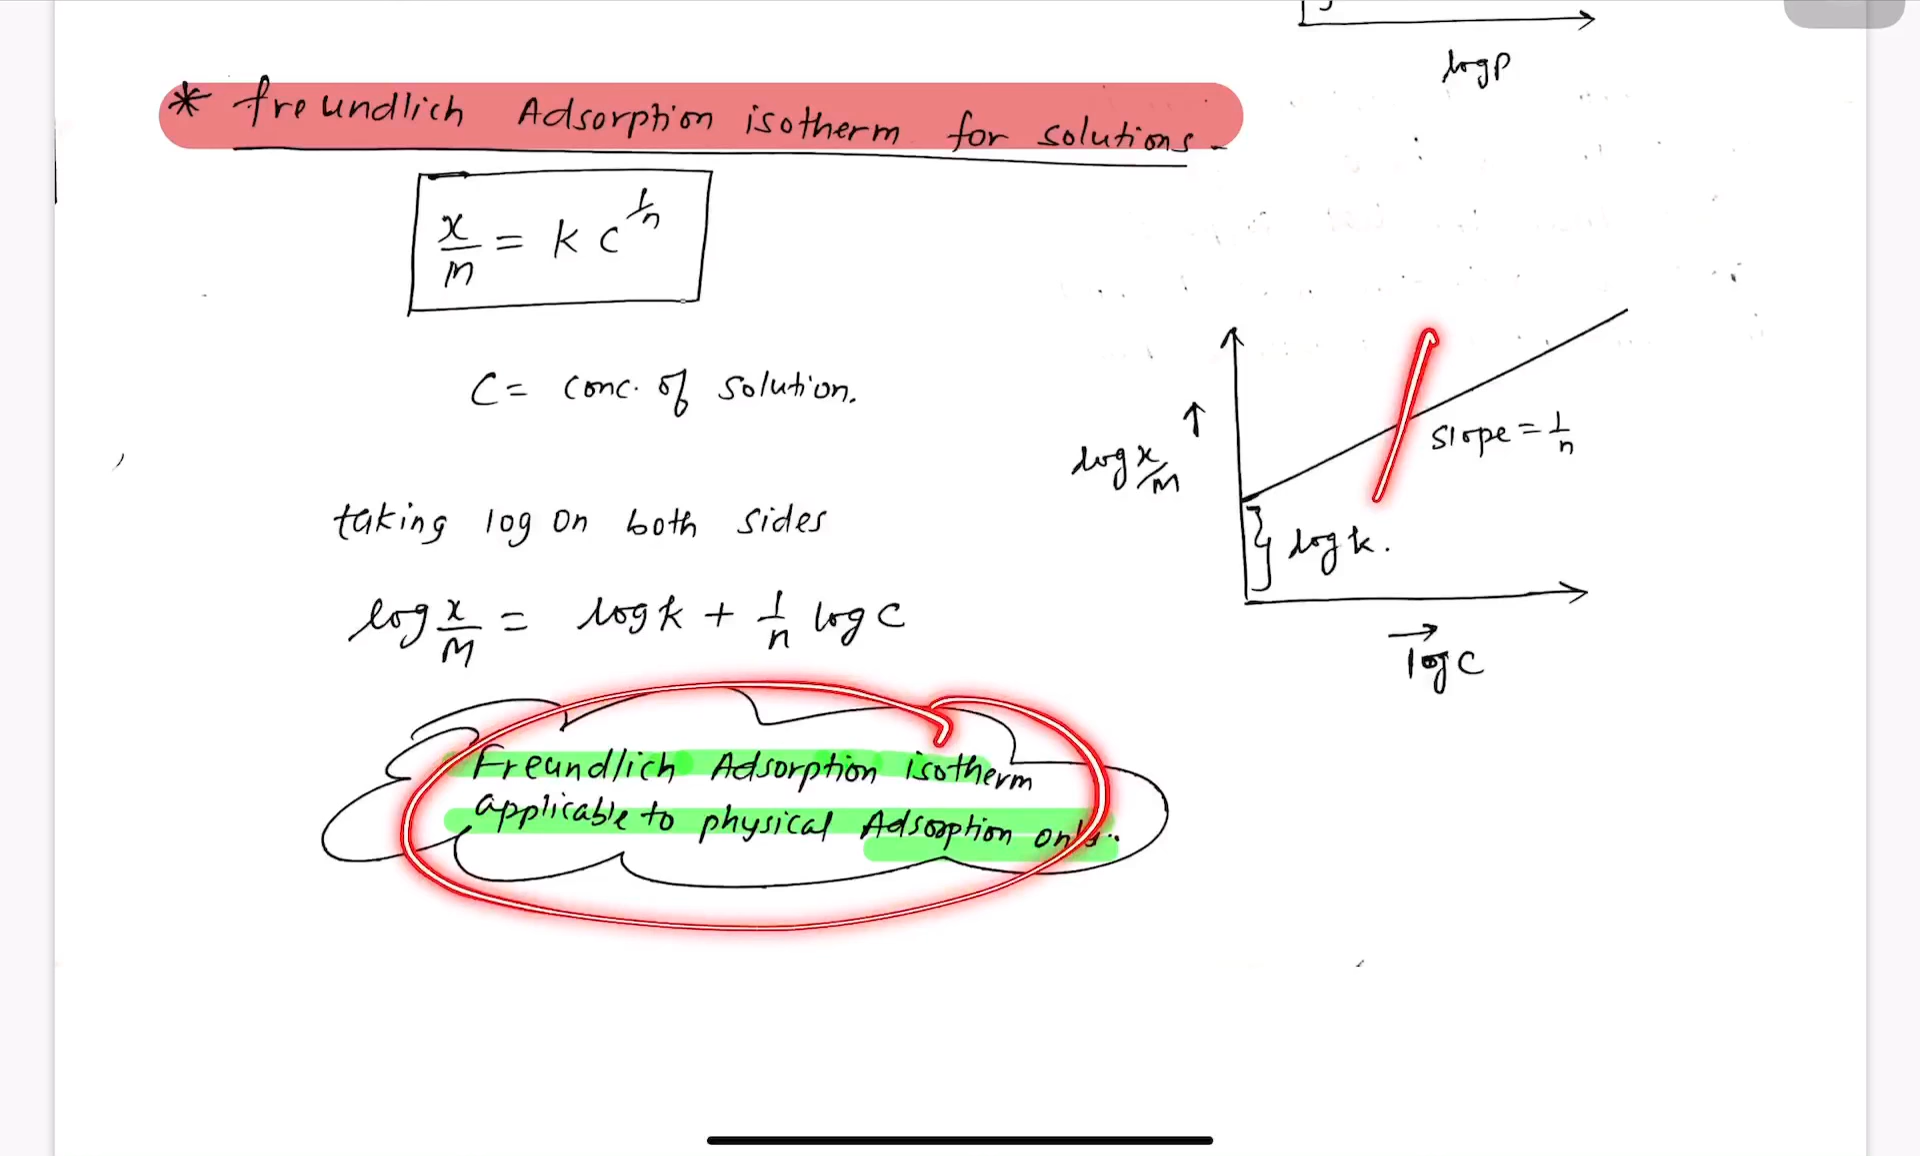 log P
* freundlich Adsorption isotherm for solutions.
x/m = k c^1/n
C = conc. of solution.
taking log on both sides
log x/M = log k + 1/n log C
Freundlich Adsorption isotherm
applicable to physical Adsorption only.
log x/M ↑
slope = 1/n
log k.
→
log C